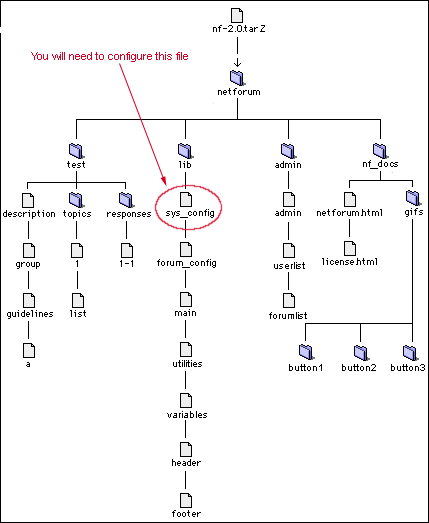 nf-2.0.tar.Z
You will need to configure this file
netforum
test
lib
admin
nf_docs
description
topics
responses
sys_config
admin
netforum.html
gifs
group
1
1-1
forum_config
userlist
license.html
guidelines
list
main
forumlist
a
utilities
button1
button2
button3
variables
header
footer